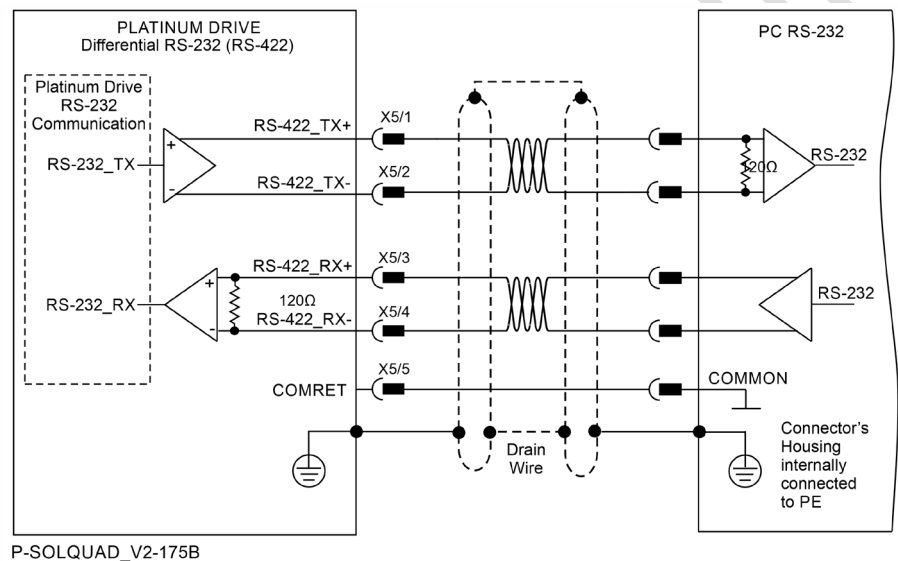 PLATINUM DRIVE
Differential RS-232 (RS-422)
PC RS-232
Platinum Drive
RS-232
Communication
RS-232_TX
+
-
RS-422_TX+
X5/1
RS-422_TX-
X5/2
120Ω
RS-232
RS-422_RX+
X5/3
RS-232_RX
+
-
120Ω
RS-422_RX-
X5/4
RS-232
COMRET
X5/5
COMMON
Drain
Wire
Connector's
Housing
internally
connected
to PE
P-SOLQUAD_V2-175B